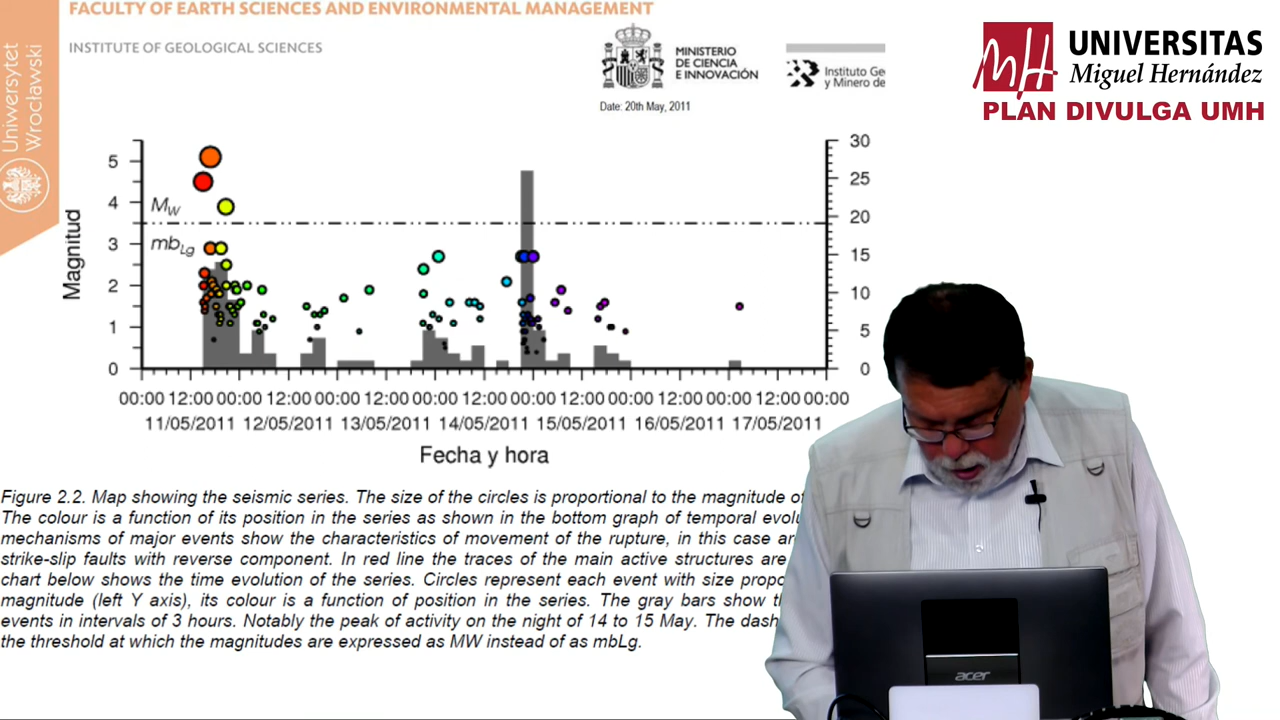 FACULTY OF EARTH SCIENCES AND ENVIRONMENTAL MANAGEMENT
INSTITUTE OF GEOLOGICAL SCIENCES
Uniwersytet
Wrocławski
MINISTERIO
DE CIENCIA
E INNOVACIÓN
Instituto Ge
y Minero de
Date: 20th May, 2011
UNIVERSITAS
Miguel Hernández
PLAN DIVULGA UMH
Magnitud
5
4
3
2
1
0
Mw
mbLg
30
25
20
15
10
5
0
00:00 12:00 00:00 12:00 00:00 12:00 00:00 12:00 00:00 12:00 00:00 12:00 00:00 12:00 00:00
11/05/2011 12/05/2011 13/05/2011 14/05/2011 15/05/2011 16/05/2011 17/05/2011
Fecha y hora
Figure 2.2. Map showing the seismic series. The size of the circles is proportional to the magnitude of
The colour is a function of its position in the series as shown in the bottom graph of temporal evolu
mechanisms of major events show the characteristics of movement of the rupture, in this case ar
strike-slip faults with reverse component. In red line the traces of the main active structures are
chart below shows the time evolution of the series. Circles represent each event with size propo
magnitude (left Y axis), its colour is a function of position in the series. The gray bars show th
events in intervals of 3 hours. Notably the peak of activity on the night of 14 to 15 May. The dash
the threshold at which the magnitudes are expressed as MW instead of as mbLg.
acer